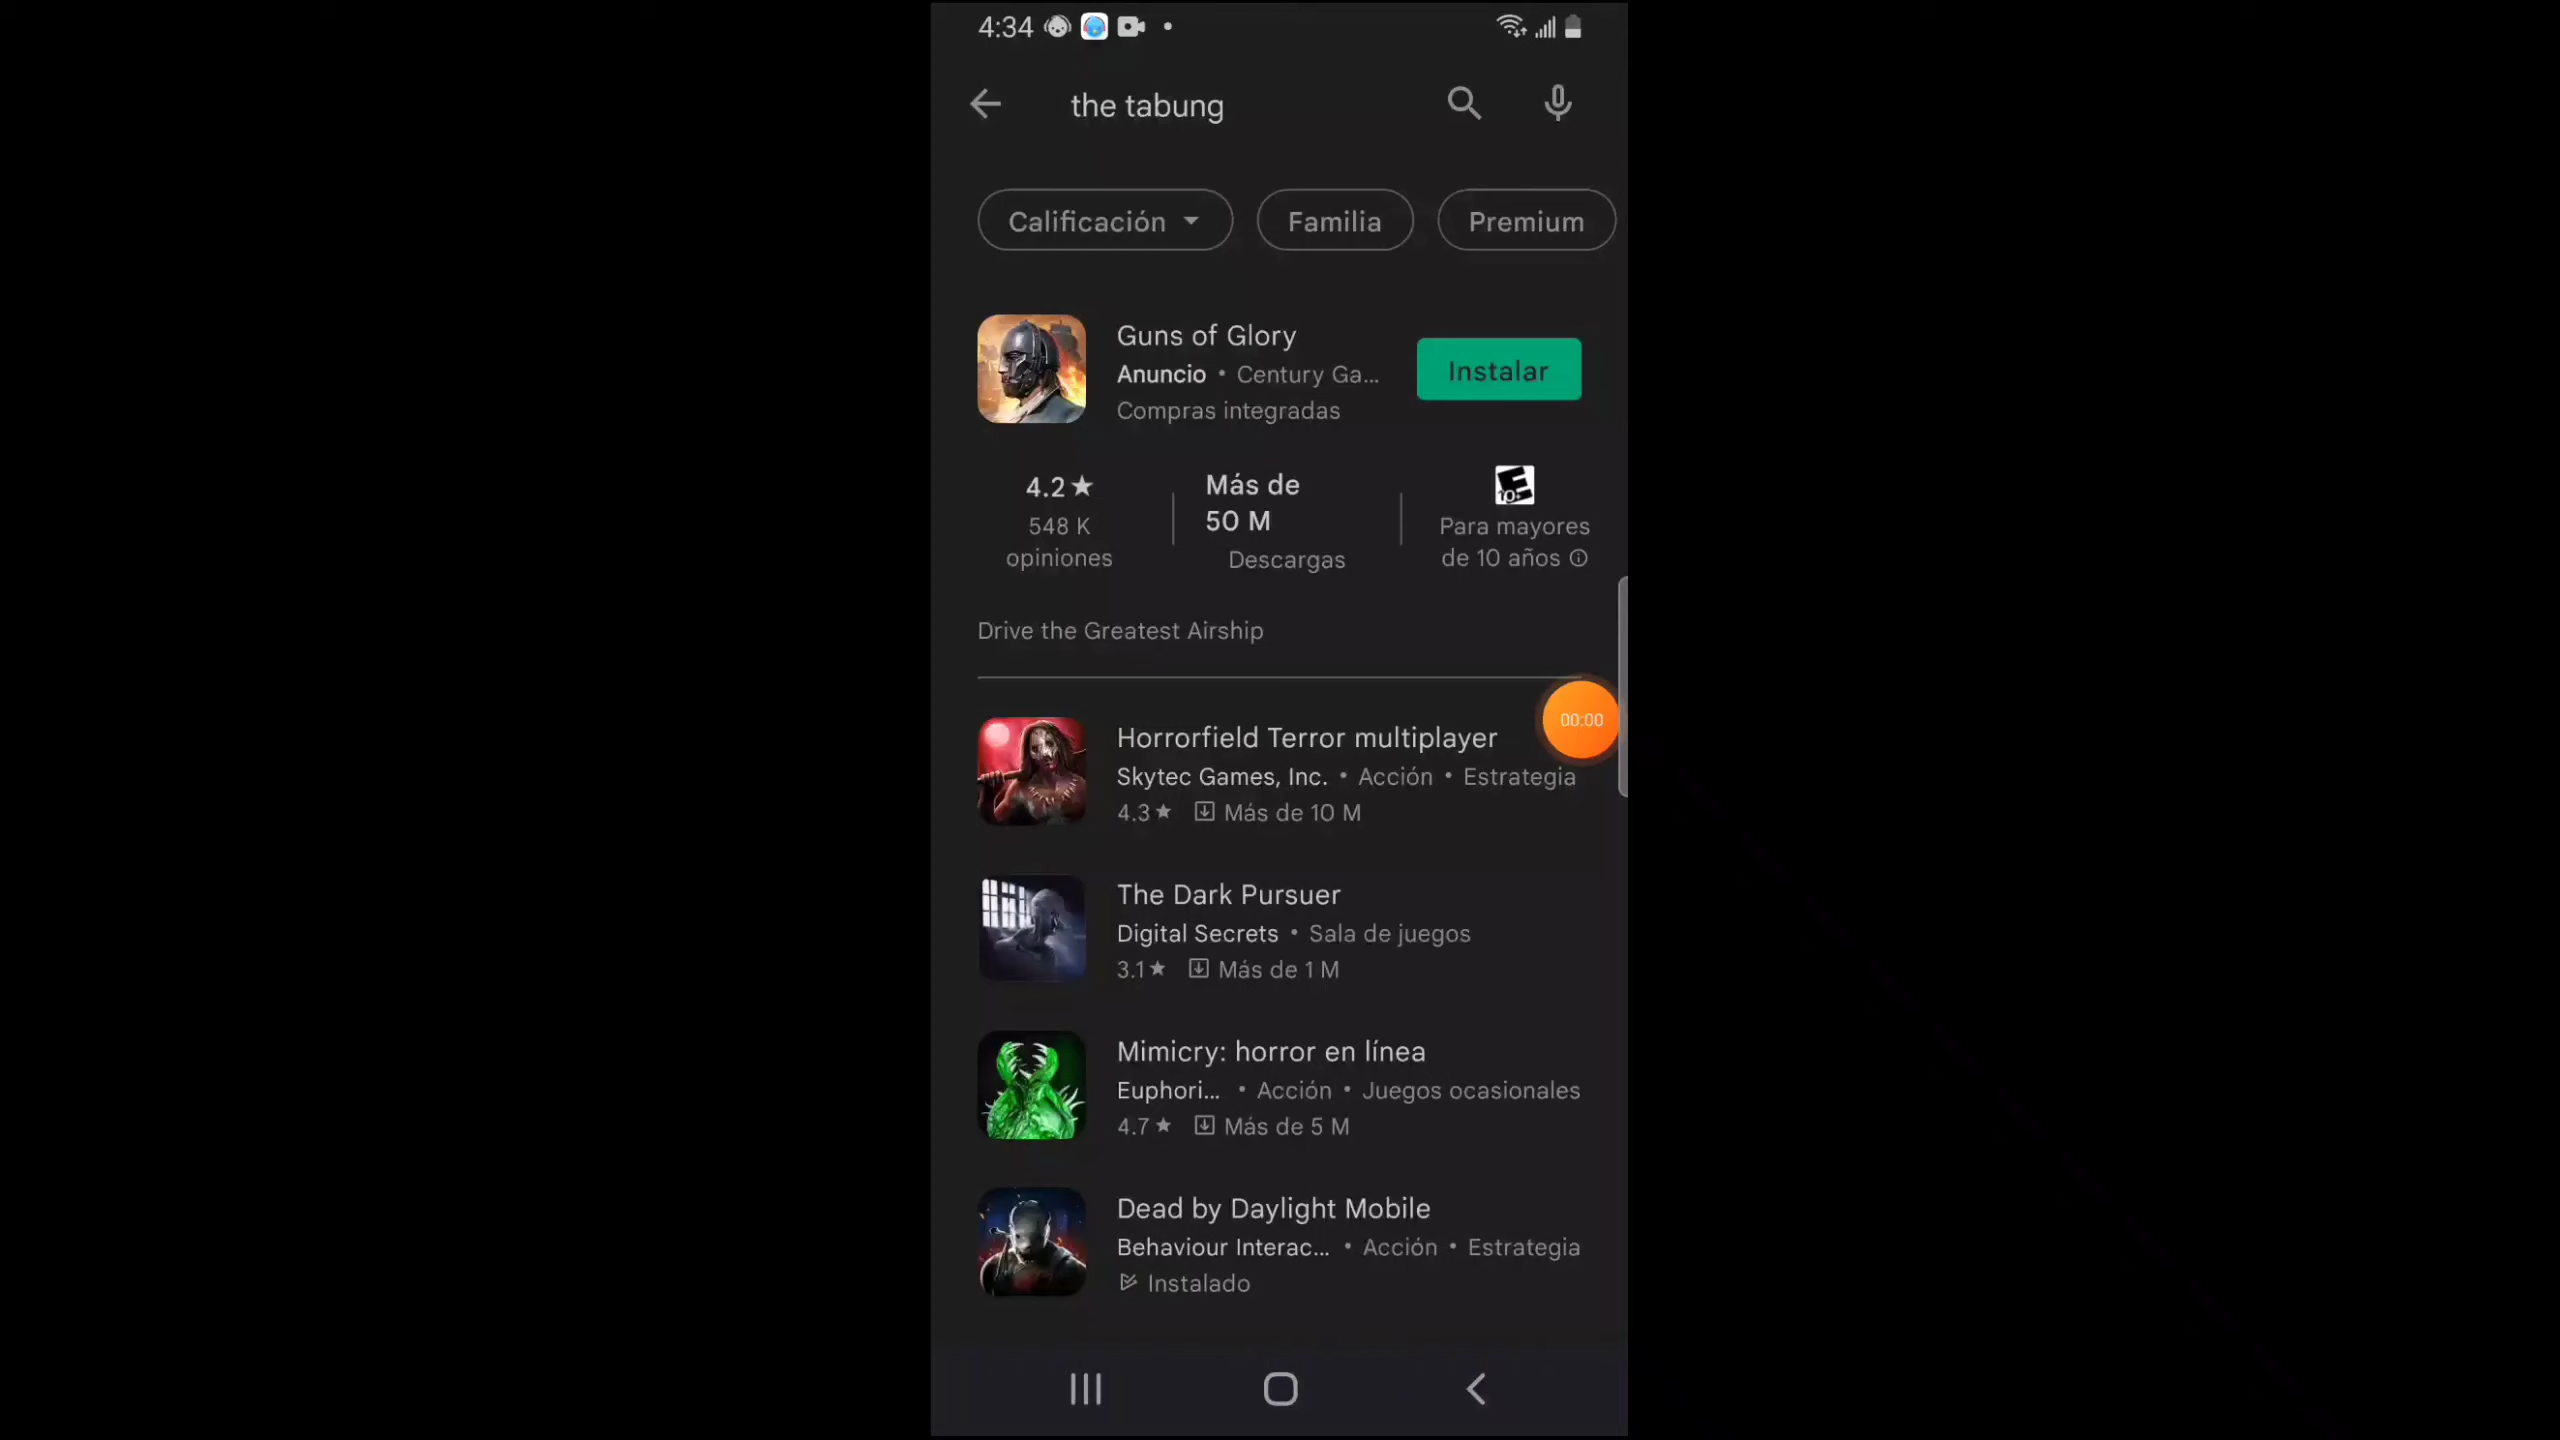 4:34
the tabung
Calificación
Familia
Premium
Guns of Glory
Anuncio • Century Ga...
Compras integradas
Instalar
4.2★
548 K
opiniones
Más de
50 M
Descargas
E
10+
Para mayores
de 10 años
Drive the Greatest Airship
00:00
Horrorfield Terror multiplayer
Skytec Games, Inc. • Acción • Estrategia
4.3★ Más de 10 M
The Dark Pursuer
Digital Secrets • Sala de juegos
3.1★ Más de 1 M
Mimicry: horror en línea
Euphori... • Acción • Juegos ocasionales
4.7★ Más de 5 M
Dead by Daylight Mobile
Behaviour Interac... • Acción • Estrategia
Instalado